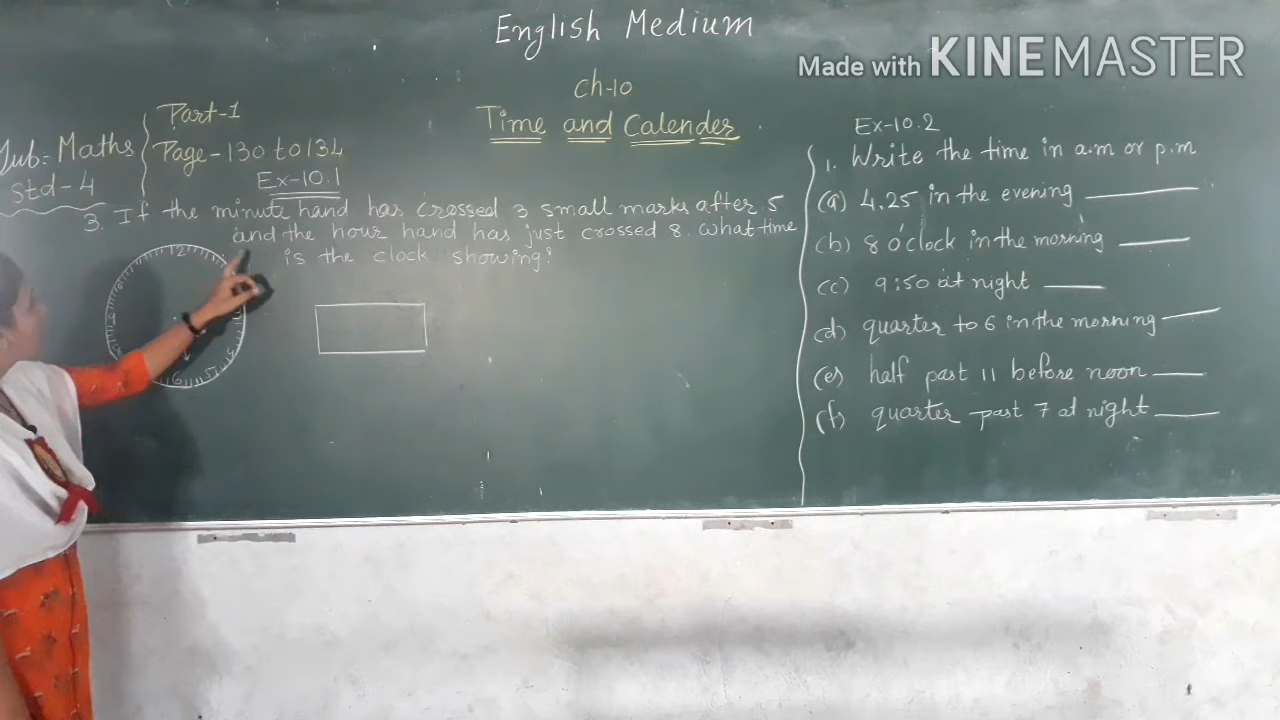 English Medium
Made with KINEMASTER
Ch-10
Time and Calender
Part-1
Sub: Maths
Page-130 to 134
Std-4
Ex-10.1
3. If the minute hand has crossed 3 small marks after 5
and the hour hand has just crossed 8. what time
is the clock showing?
12
9
6
5
Ex-10.2
1. Write the time in a.m or p.m
(a) 4.25 in the evening
(b) 8 o'clock in the morning
(c) 9:50 at night
(d) quarter to 6 in the morning
(e) half past 11 before noon
(f) quarter past 7 at night